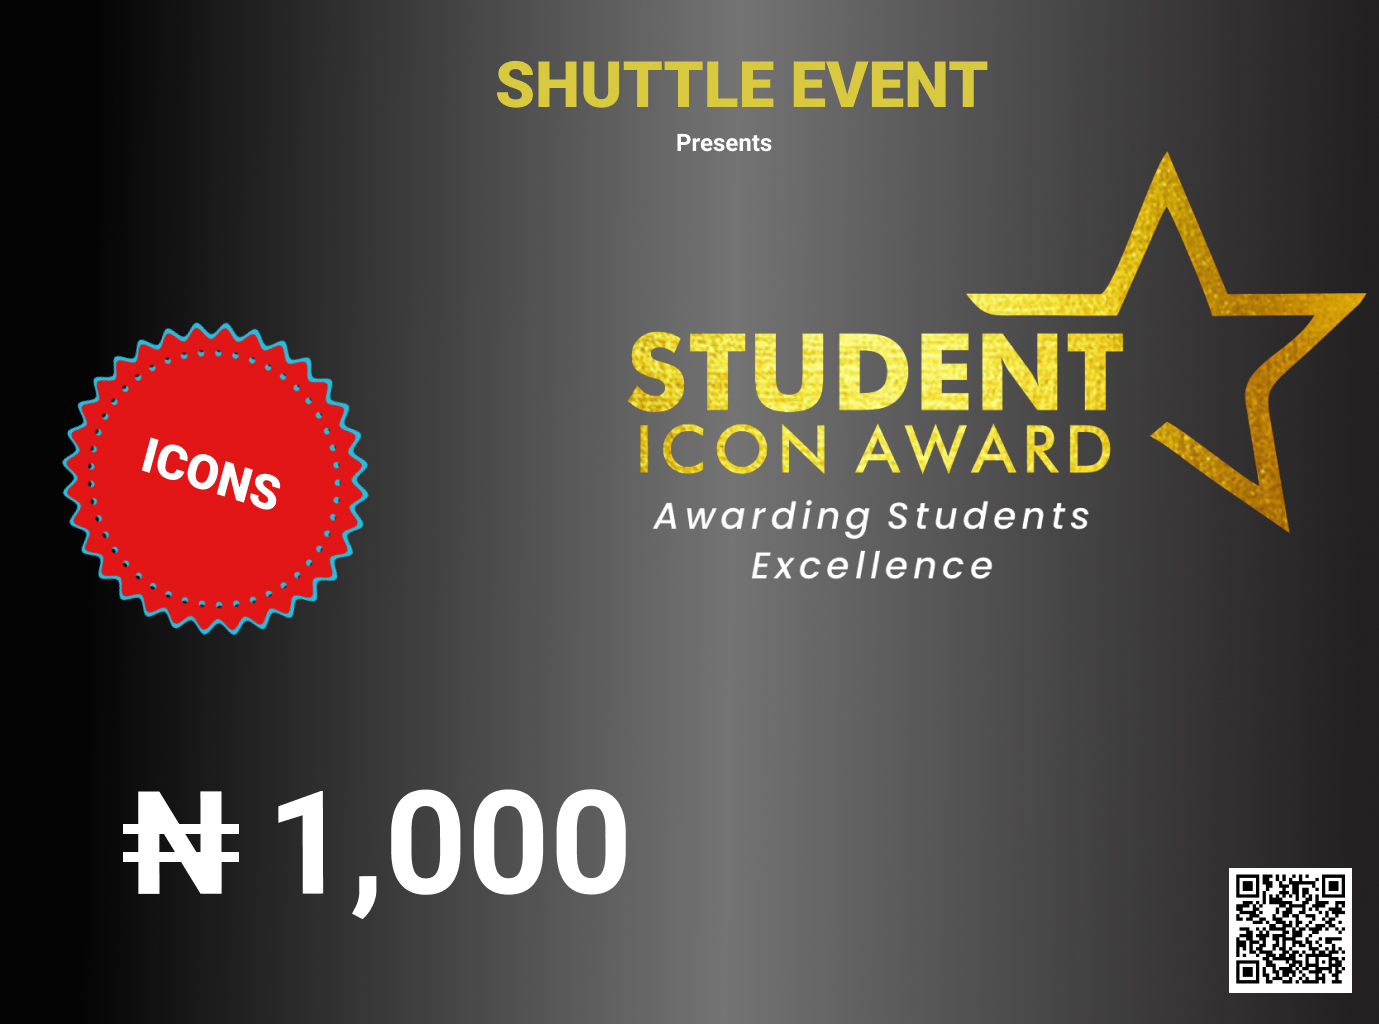 SHUTTLE EVENT
Presents
STUDENT
ICON AWARD
Awarding Students
Excellence
ICONS
₦ 1,000